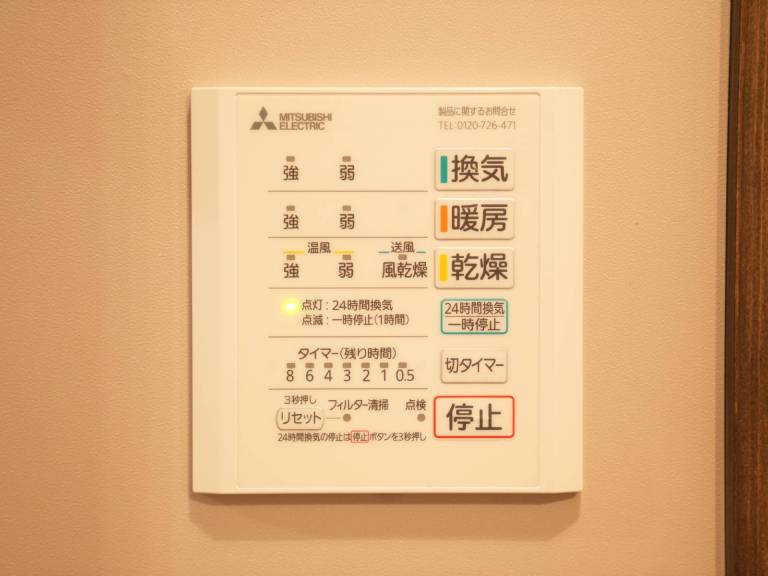 MITSUBISHI
ELECTRIC
製品に関するお問合せ
TEL:0120-726-471
強 弱 換気
強 弱 暖房
温風 送風
強 弱 風乾燥 乾燥
点灯：24時間換気
点滅：一時停止(1時間)
24時間換気
一時停止
タイマー(残り時間)
8 6 4 3 2 1 0.5
切タイマー
3秒押し
リセット フィルター清掃 点検
停止
24時間換気の停止は停止ボタンを3秒押し